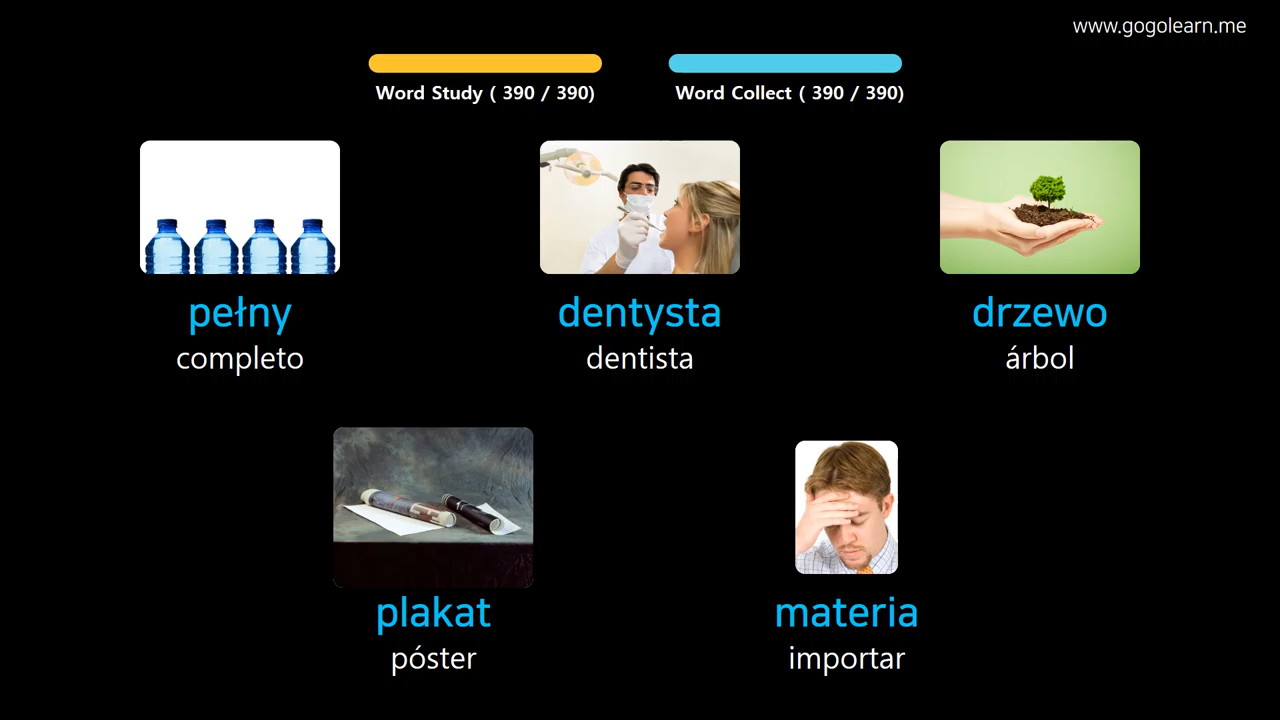 www.gogolearn.me
Word Study ( 390 / 390)
Word Collect ( 390 / 390)
pełny
completo
dentysta
dentista
drzewo
árbol
plakat
póster
materia
importar